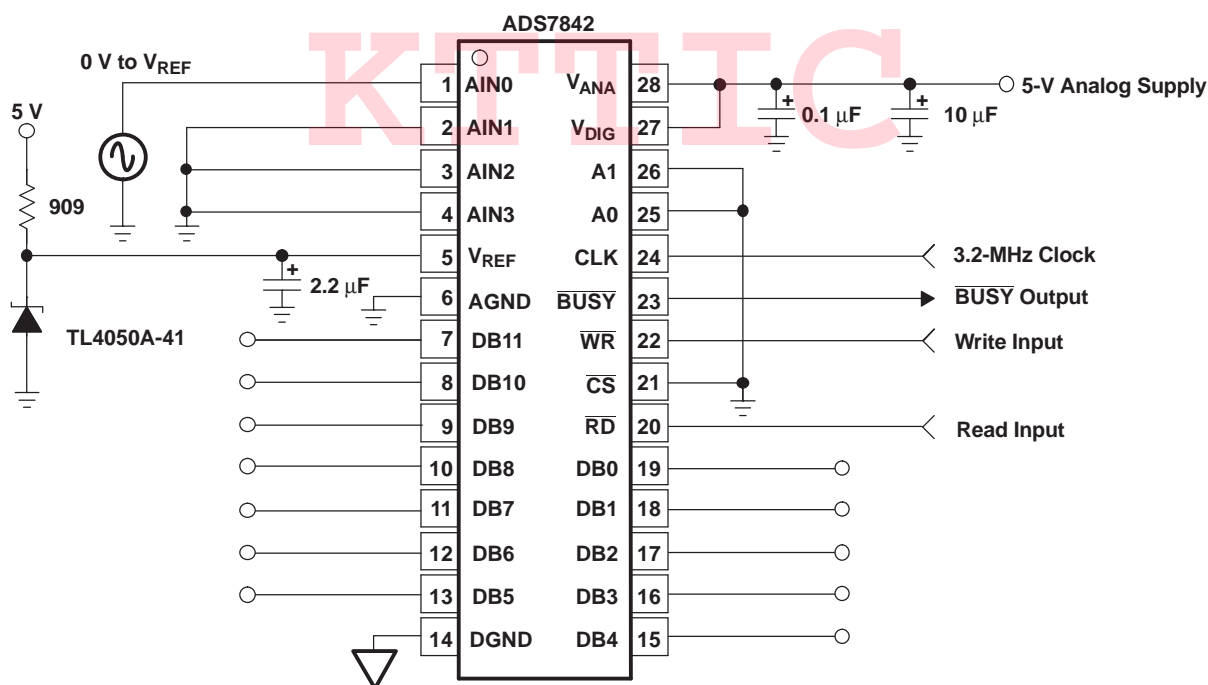 ADS7842
KTTIC
0 V to VREF
5 V
909
TL4050A-41
2.2 μF
1 AIN0
2 AIN1
3 AIN2
4 AIN3
5 VREF
6 AGND
7 DB11
8 DB10
9 DB9
10 DB8
11 DB7
12 DB6
13 DB5
14 DGND
VANA 28
VDIG 27
A1 26
A0 25
CLK 24
BUSY 23
WR 22
CS 21
RD 20
DB0 19
DB1 18
DB2 17
DB3 16
DB4 15
+
0.1 μF
+
10 μF
+
5-V Analog Supply
3.2-MHz Clock
BUSY Output
Write Input
Read Input